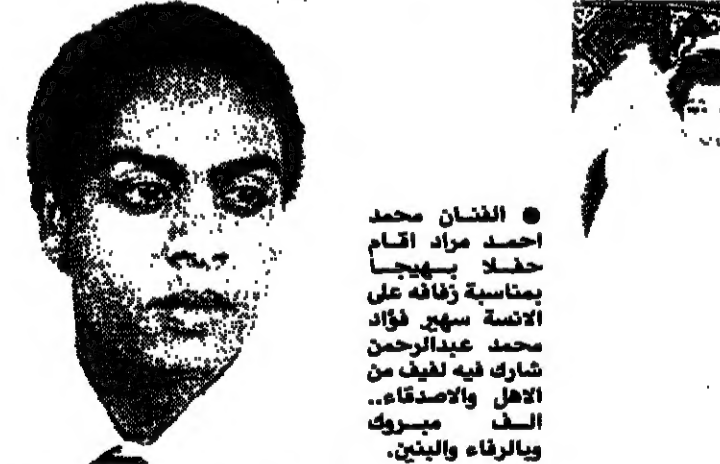 ● الفنان محمد
احمد مراد اقام
حفلا بهيجا
بمناسبة زفافه على
الانسة سهير فؤاد
محمد عبدالرحمن
شارك فيه لفيف من
الاهل والاصدقاء..
الف مبروك
وبالرفاء والبنين.